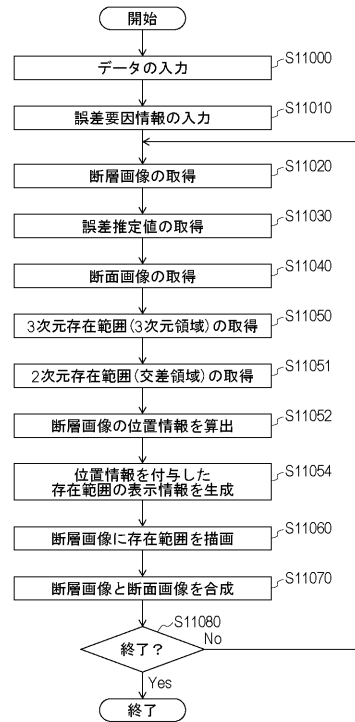 開始
データの入力
S11000
誤差要因情報の入力
S11010
断層画像の取得
S11020
誤差推定値の取得
S11030
断面画像の取得
S11040
3次元存在範囲(3次元領域)の取得
S11050
2次元存在範囲(交差領域)の取得
S11051
断層画像の位置情報を算出
S11052
位置情報を付与した
存在範囲の表示情報を生成
S11054
断層画像に存在範囲を描画
S11060
断層画像と断面画像を合成
S11070
S11080
終了？
No
Yes
終了